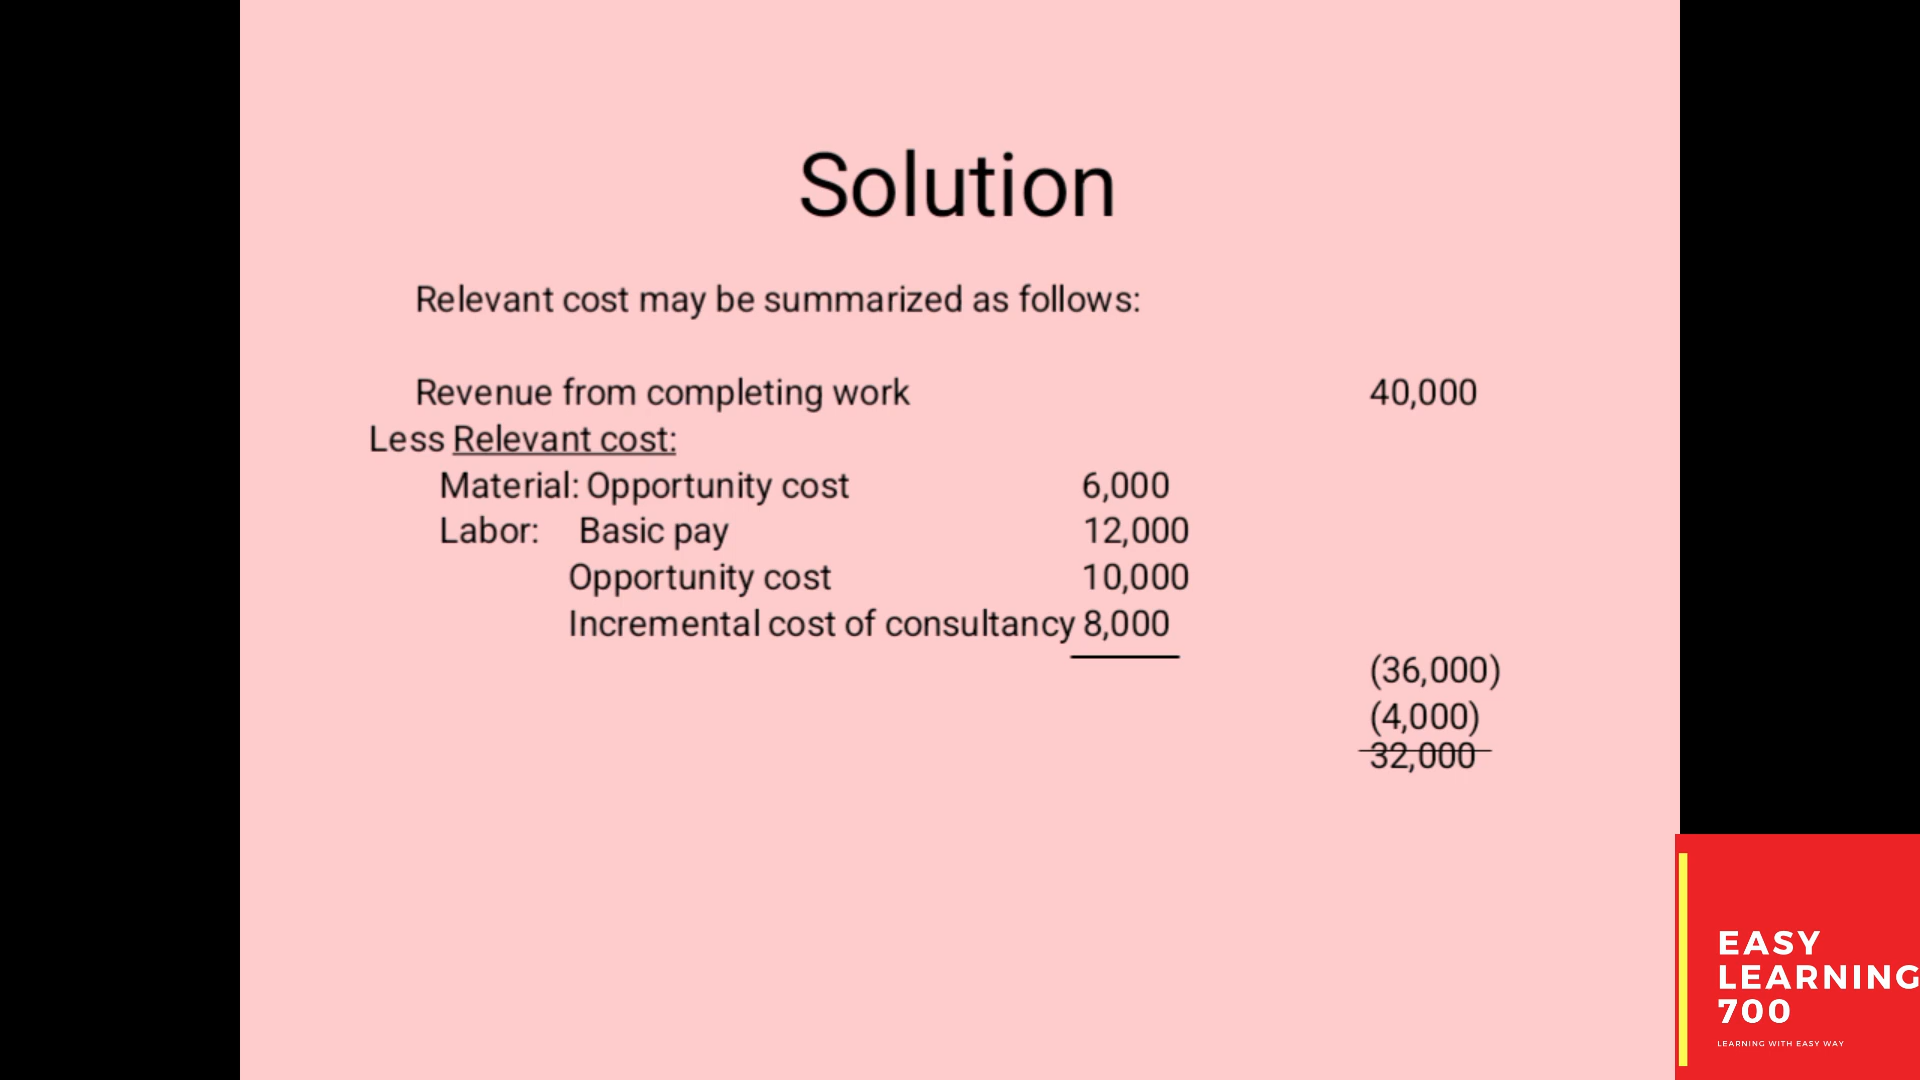 Solution
Relevant cost may be summarized as follows:
Revenue from completing work 40,000
Less Relevant cost:
Material: Opportunity cost 6,000
Labor: Basic pay 12,000
Opportunity cost 10,000
Incremental cost of consultancy 8,000
(36,000)
(4,000)
32,000
EASY
LEARNING
700
LEARNING WITH EASY WAY